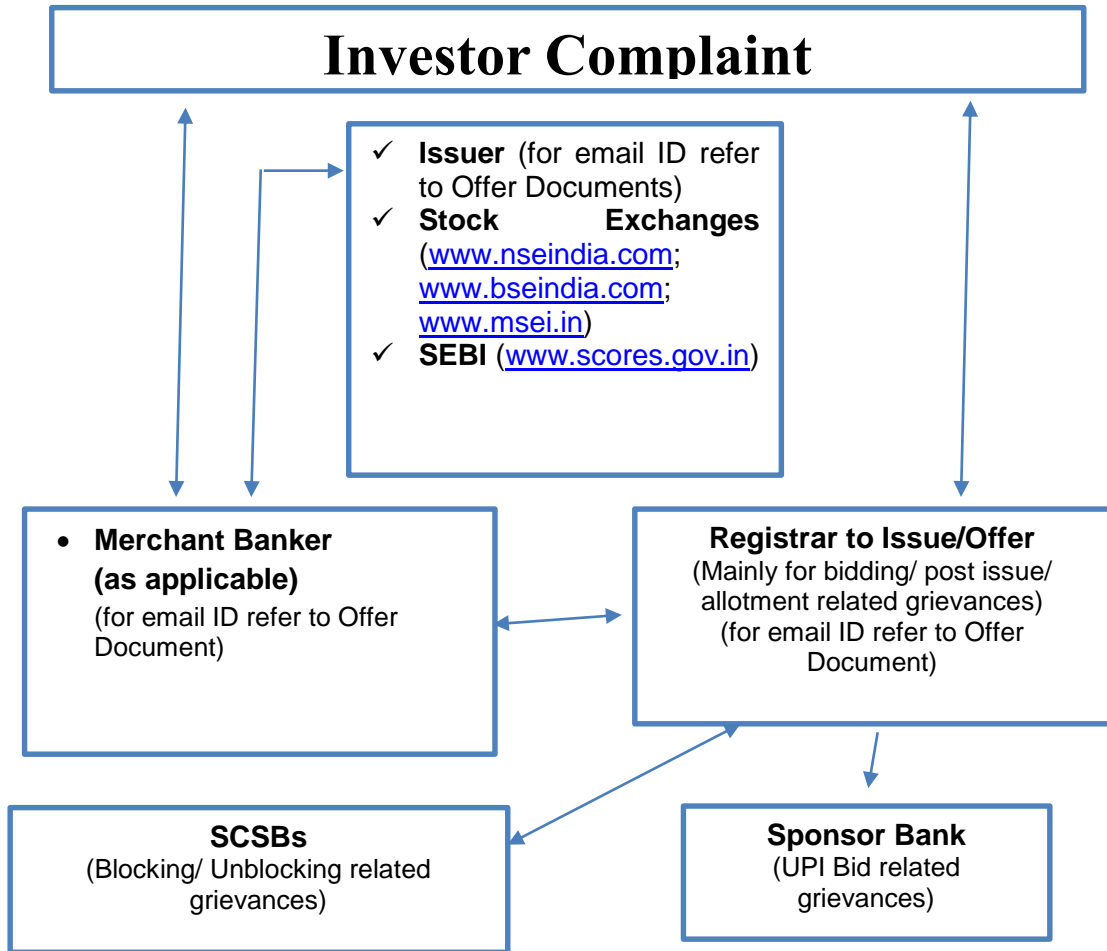 Investor Complaint
✓ Issuer (for email ID refer
to Offer Documents)
✓ Stock Exchanges
(www.nseindia.com;
www.bseindia.com;
www.msei.in)
✓ SEBI (www.scores.gov.in)
• Merchant Banker
(as applicable)
(for email ID refer to Offer
Document)
Registrar to Issue/Offer
(Mainly for bidding/ post issue/
allotment related grievances)
(for email ID refer to Offer
Document)
SCSBs
(Blocking/ Unblocking related
grievances)
Sponsor Bank
(UPI Bid related
grievances)